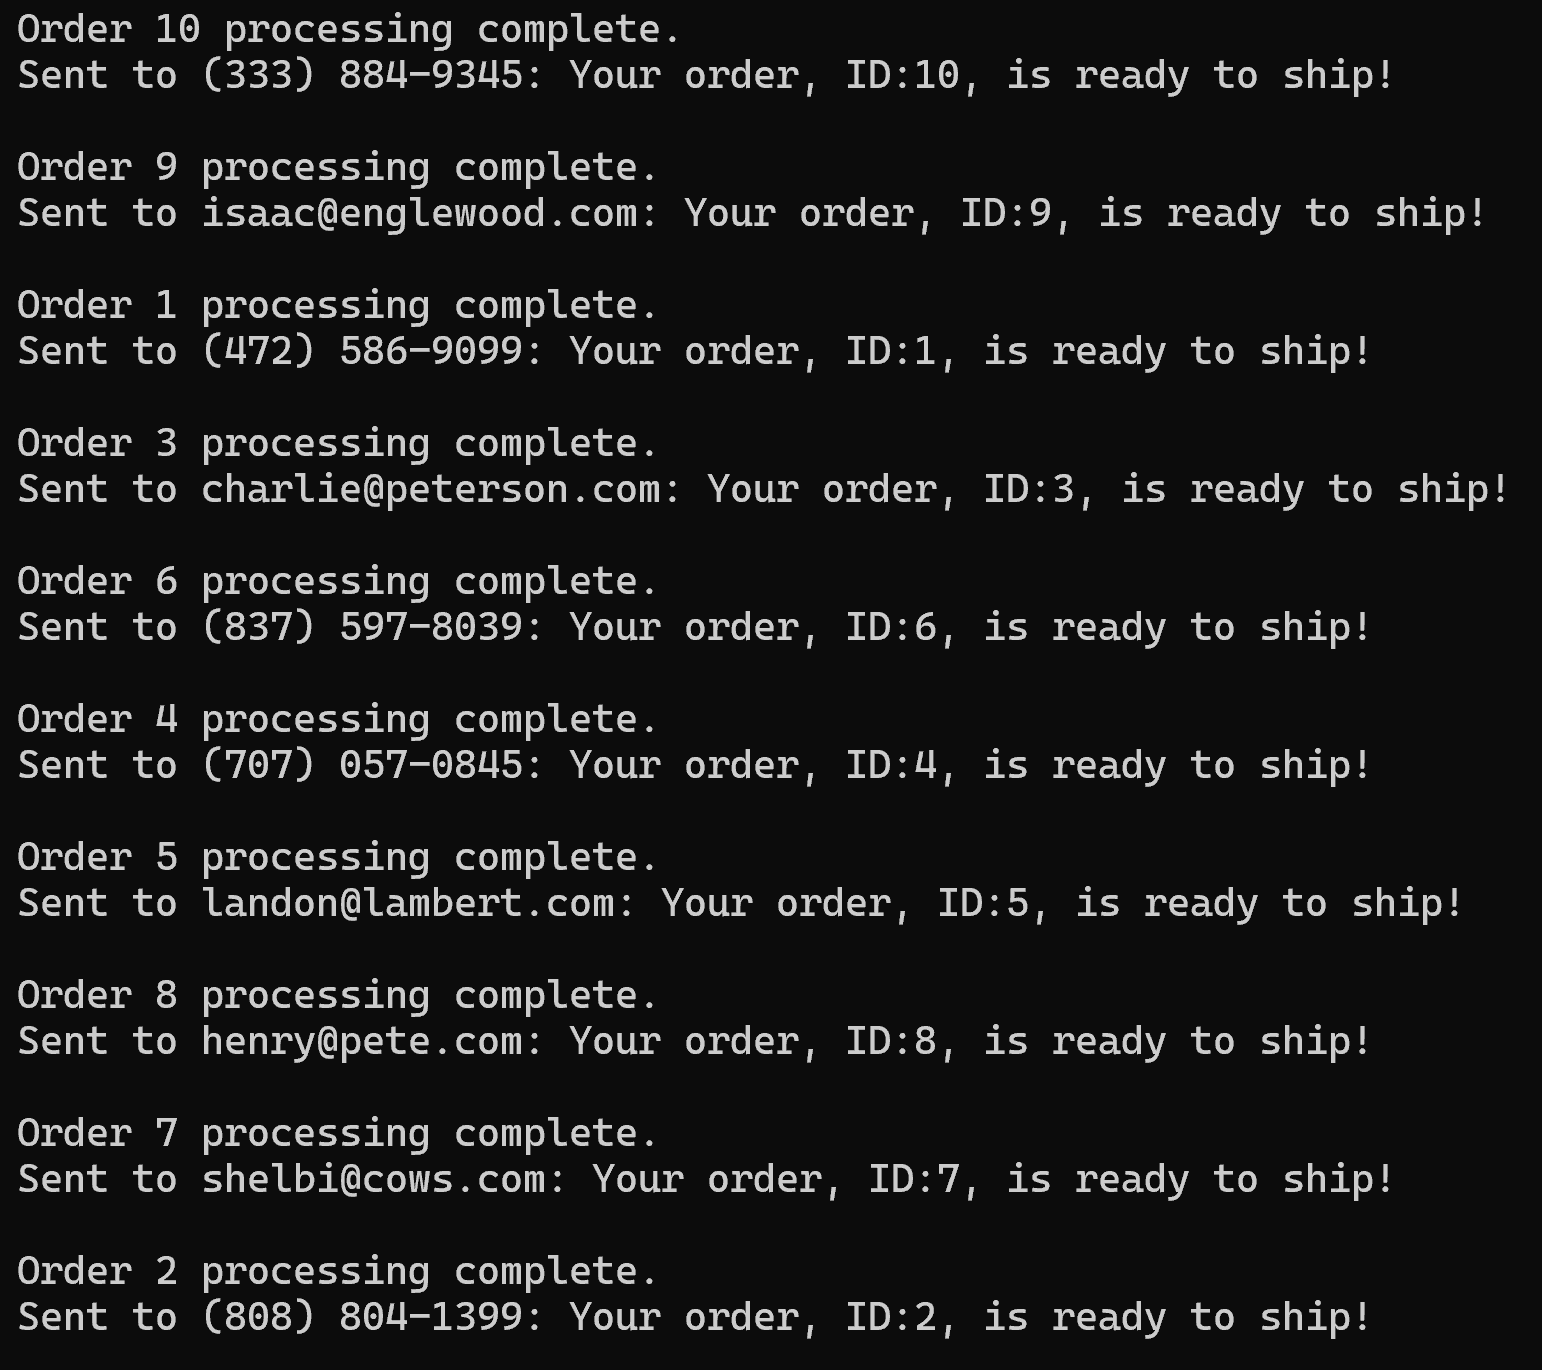 Order 10 processing complete.
Sent to (333) 884-9345: Your order, ID:10, is ready to ship!
Order 9 processing complete.
Sent to isaac@englewood.com: Your order, ID:9, is ready to ship!
Order 1 processing complete.
Sent to (472) 586-9099: Your order, ID:1, is ready to ship!
Order 3 processing complete.
Sent to charlie@peterson.com: Your order, ID:3, is ready to ship!
Order 6 processing complete.
Sent to (837) 597-8039: Your order, ID:6, is ready to ship!
Order 4 processing complete.
Sent to (707) 057-0845: Your order, ID:4, is ready to ship!
Order 5 processing complete.
Sent to landon@lambert.com: Your order, ID:5, is ready to ship!
Order 8 processing complete.
Sent to henry@pete.com: Your order, ID:8, is ready to ship!
Order 7 processing complete.
Sent to shelbi@cows.com: Your order, ID:7, is ready to ship!
Order 2 processing complete.
Sent to (808) 804-1399: Your order, ID:2, is ready to ship!